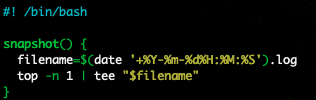 #! /bin/bash
snapshot() {
  filename=$(date '+%Y-%m-%d%H:%M:%S').log
  top -n 1 | tee "$filename"
}